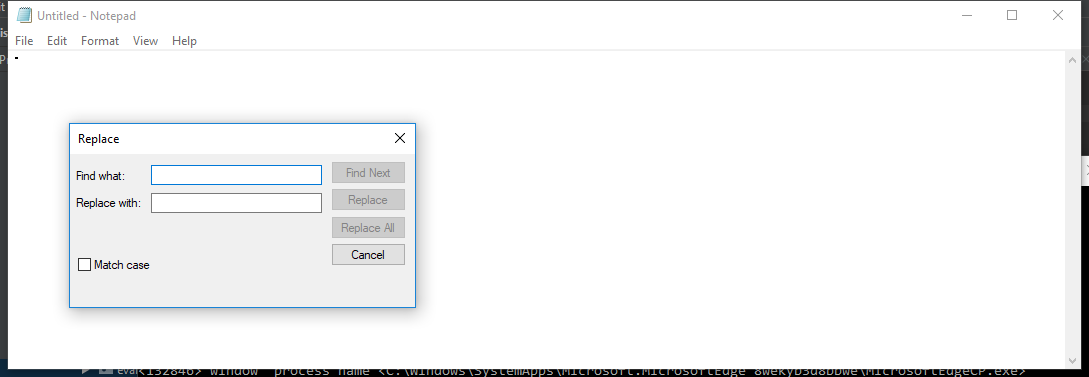 Untitled - Notepad
File Edit Format View Help
Replace
Find what:
Find Next
Replace with:
Replace
Replace All
Cancel
Match case
eval<132846> window process name <C:\Windows\SystemApps\Microsoft.MicrosoftEdge_8wekyb3d8bbwe\MicrosoftEdgeCP.exe>